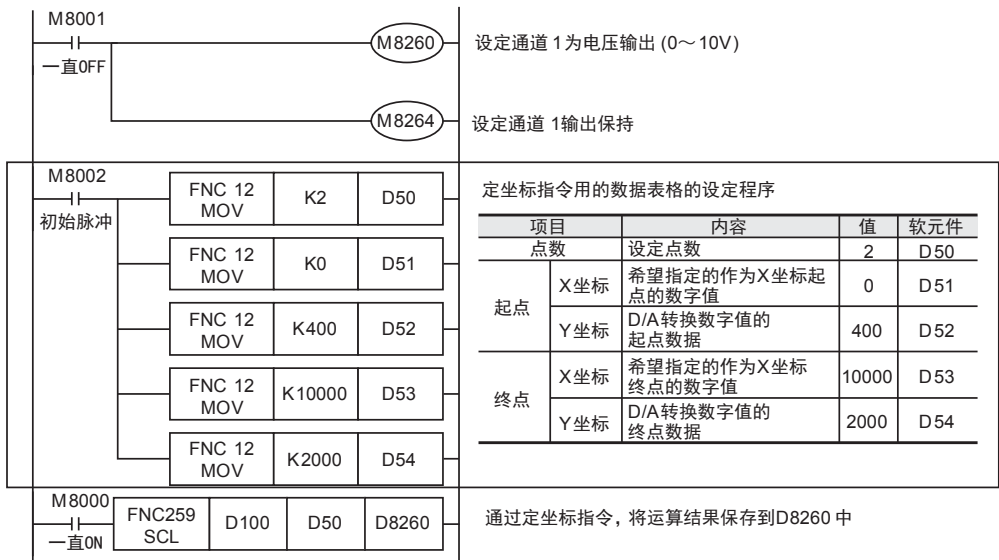 M8001
一直OFF
M8260
设定通道 1为电压输出 (0～10V)
M8264
设定通道 1输出保持
M8002
初始脉冲
FNC 12
MOV
K2
D50
FNC 12
MOV
K0
D51
FNC 12
MOV
K400
D52
FNC 12
MOV
K10000
D53
FNC 12
MOV
K2000
D54
定坐标指令用的数据表格的设定程序
项目 内容 值 软元件
点数 设定点数 2 D50
起点
X坐标 希望指定的作为X坐标起
点的数字值 0 D51
Y坐标 D/A转换数字值的
起点数据 400 D52
终点
X坐标 希望指定的作为X坐标
终点的数字值 10000 D53
Y坐标 D/A转换数字值的
终点数据 2000 D54
M8000
一直ON
FNC259
SCL
D100
D50
D8260
通过定坐标指令，将运算结果保存到D8260 中